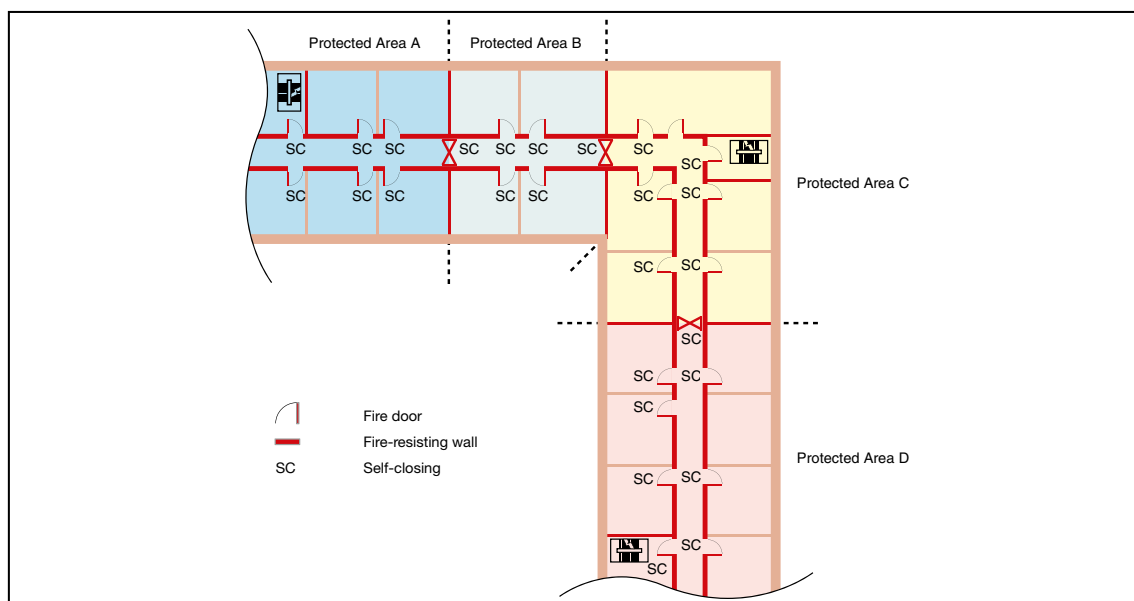 Protected Area A
Protected Area B
SC SC SC SC SC SC SC SC
SC
SC SC SC SC SC SC
SC
Protected Area C
SC SC
SC
SC SC
SC
SC
Protected Area D
Fire door
Fire-resisting wall
SC Self-closing
SC SC
SC
SC